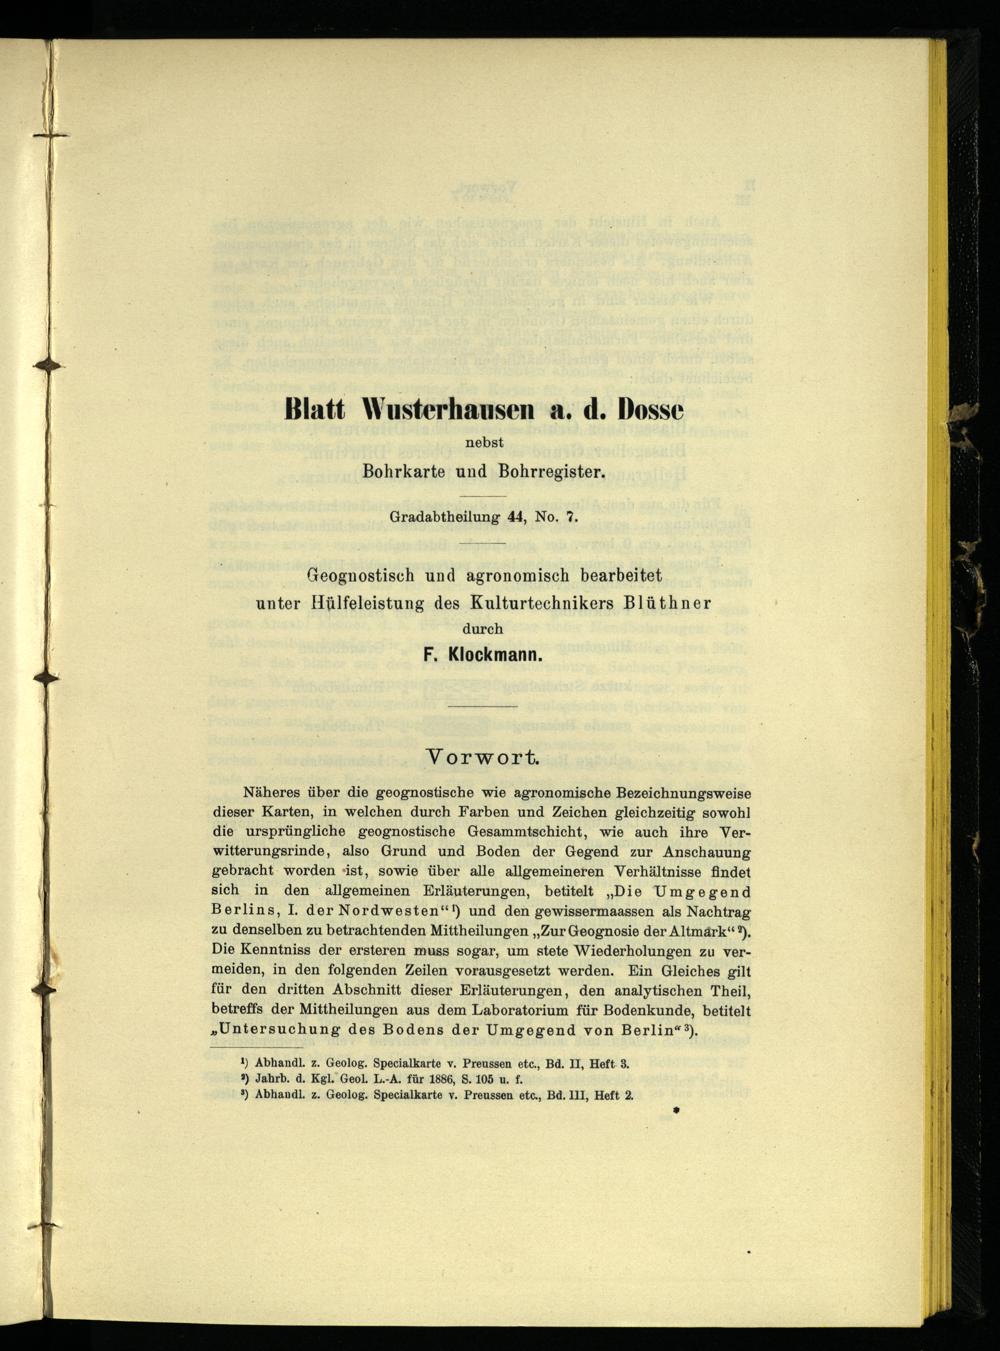 Blatt Wusterhausen a. d. Dosse
nebst
Bohrkarte und Bohrregister.
Gradabtheilung 44, No. 7.
Geognostisch und agronomisch bearbeitet
unter Hülfeleistung des Kulturtechnikers Blüthner
durch
F. Klockmann.
Vorwort.
Näheres über die geognostische wie agronomische Bezeichnungsweise
dieser Karten, in welchen durch Farben und Zeichen gleichzeitig sowohl
die ursprüngliche geognostische Gesammtschicht, wie auch ihre Ver-
witterungsrinde, also Grund und Boden der Gegend zur Anschauung
gebracht worden ist, sowie über alle allgemeineren Verhältnisse findet
sich in den allgemeinen Erläuterungen, betitelt „Die Umgegend
Berlins, I. der Nordwesten“ ¹) und den gewissermaassen als Nachtrag
zu denselben zu betrachtenden Mittheilungen „Zur Geognosie der Altmark“ ²).
Die Kenntniss der ersteren muss sogar, um stete Wiederholungen zu ver-
meiden, in den folgenden Zeilen vorausgesetzt werden. Ein Gleiches gilt
für den dritten Abschnitt dieser Erläuterungen, den analytischen Theil,
betreffs der Mittheilungen aus dem Laboratorium für Bodenkunde, betitelt
„Untersuchung des Bodens der Umgegend von Berlin“ ³).
¹) Abhandl. z. Geolog. Specialkarte v. Preussen etc., Bd. II, Heft 3.
²) Jahrb. d. Kgl. Geol. L.-A. für 1886, S. 105 u. f.
³) Abhandl. z. Geolog. Specialkarte v. Preussen etc., Bd. III, Heft 2.
*